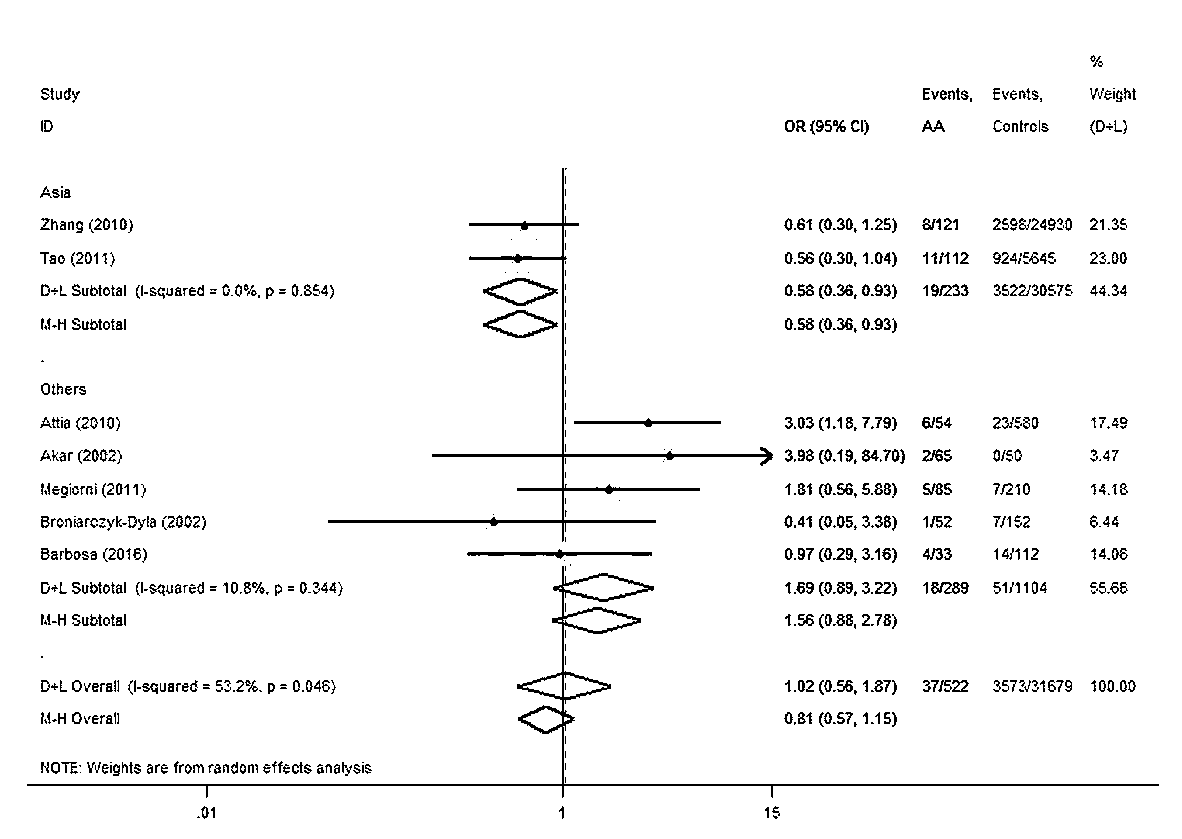 %
Study Events, Events, Weight
ID OR (95% CI) AA Controls (D+L)
Asia
Zhang (2010) 0.61 (0.30, 1.25) 8/121 2598/24930 21.35
Tao (2011) 0.56 (0.30, 1.04) 11/112 924/5645 23.00
D+L Subtotal (I-squared = 0.0%, p = 0.854) 0.58 (0.36, 0.93) 19/233 3522/30575 44.34
M-H Subtotal 0.58 (0.36, 0.93)
.
Others
Attia (2010) 3.03 (1.18, 7.79) 6/54 23/580 17.49
Akar (2002) 3.98 (0.19, 84.70) 2/65 0/50 3.47
Megiorni (2011) 1.81 (0.56, 5.88) 5/85 7/210 14.18
Broniarczyk-Dyla (2002) 0.41 (0.05, 3.38) 1/52 7/152 6.44
Barbosa (2016) 0.97 (0.29, 3.16) 4/33 14/112 14.06
D+L Subtotal (I-squared = 10.8%, p = 0.344) 1.69 (0.89, 3.22) 18/289 51/1104 55.66
M-H Subtotal 1.56 (0.88, 2.78)
.
D+L Overall (I-squared = 53.2%, p = 0.046) 1.02 (0.56, 1.87) 37/522 3573/31679 100.00
M-H Overall 0.81 (0.57, 1.15)
NOTE: Weights are from random effects analysis
.01 1 15